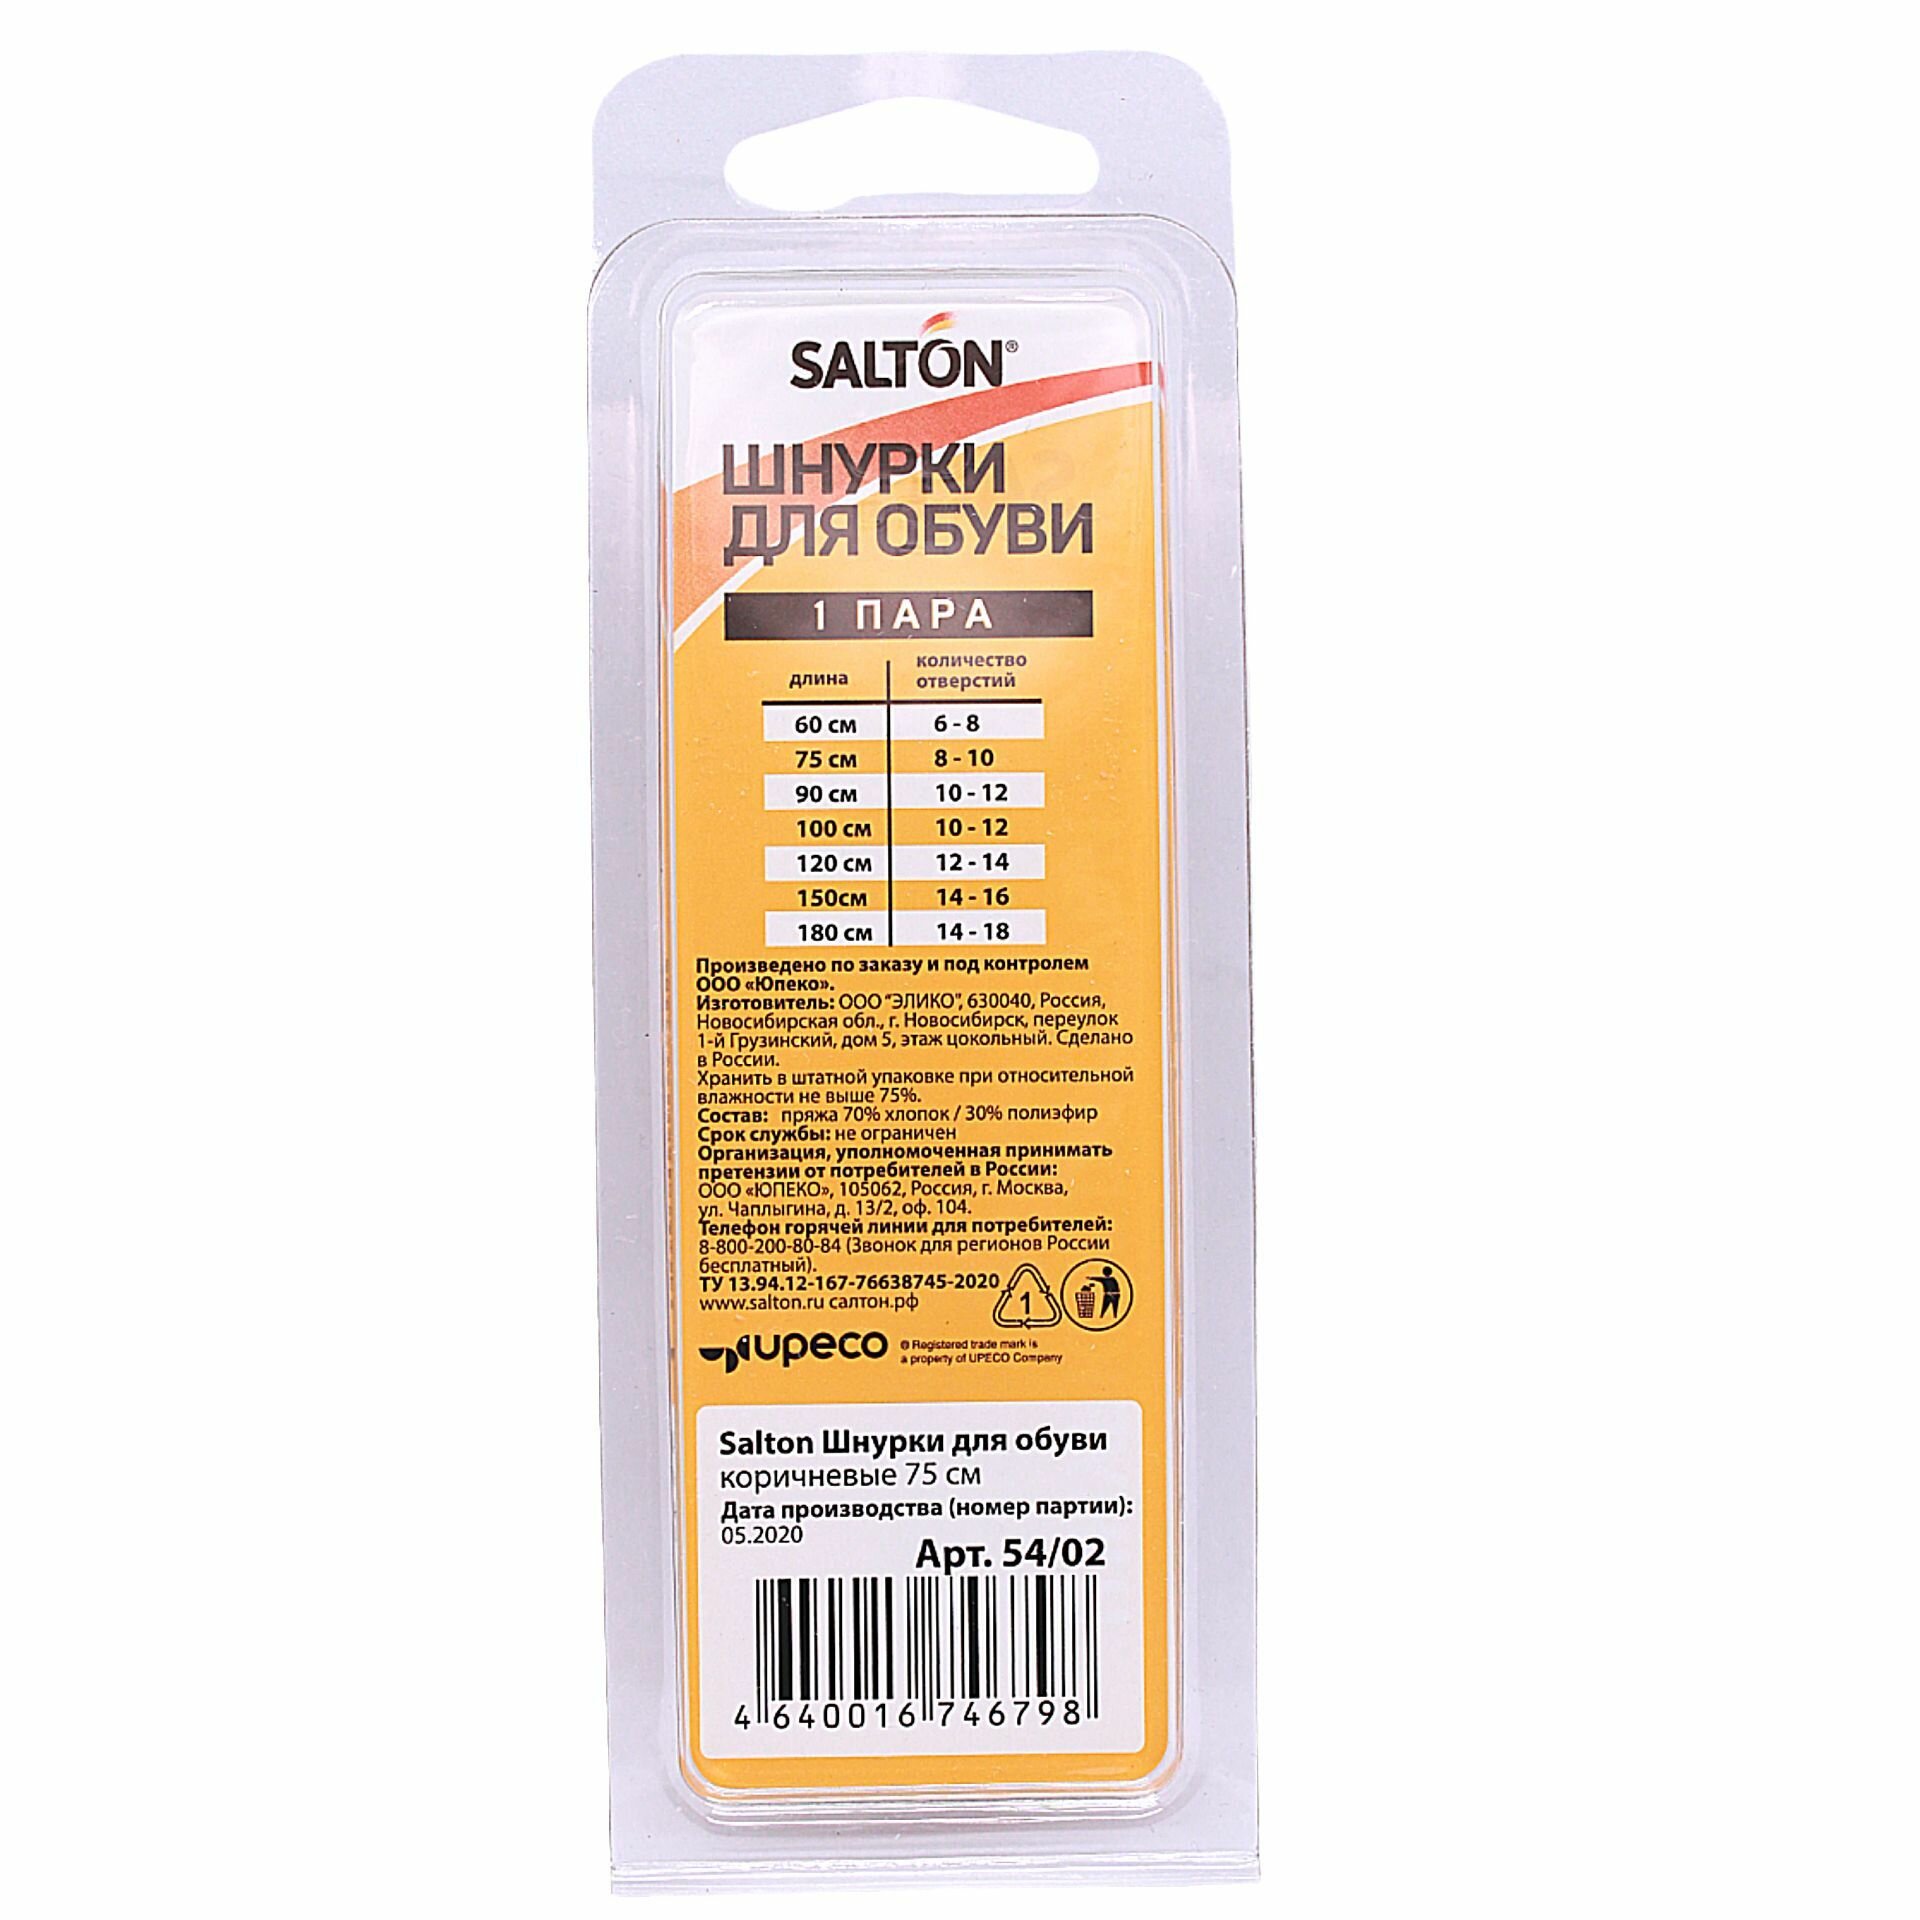 SALTON®
ШНУРКИ
ДЛЯ ОБУВИ
1 ПАРА
длина количество отверстий
60 см 6 - 8
75 см 8 - 10
90 см 10 - 12
100 см 10 - 12
120 см 12 - 14
150см 14 - 16
180 см 14 - 18
Произведено по заказу и под контролем
ООО «Юпеко».
Изготовитель: ООО "ЭЛИКО", 630040, Россия,
Новосибирская обл., г. Новосибирск, переулок
1-й Грузинский, дом 5, этаж цокольный. Сделано
в России.
Хранить в штатной упаковке при относительной
влажности не выше 75%.
Состав: пряжа 70% хлопок / 30% полиэфир
Срок службы: не ограничен
Организация, уполномоченная принимать
претензии от потребителей в России:
ООО «ЮПЕКО», 105062, Россия, г. Москва,
ул. Чаплыгина, д. 13/2, оф. 104.
Телефон горячей линии для потребителей:
8-800-200-80-84 (Звонок для регионов России
бесплатный).
ТУ 13.94.12-167-76638745-2020
www.salton.ru салтон.рф
1
upeco
® Registered trade mark is
a property of UPECO Company
Salton Шнурки для обуви
коричневые 75 см
Дата производства (номер партии):
05.2020
Арт. 54/02
4 640016 746798